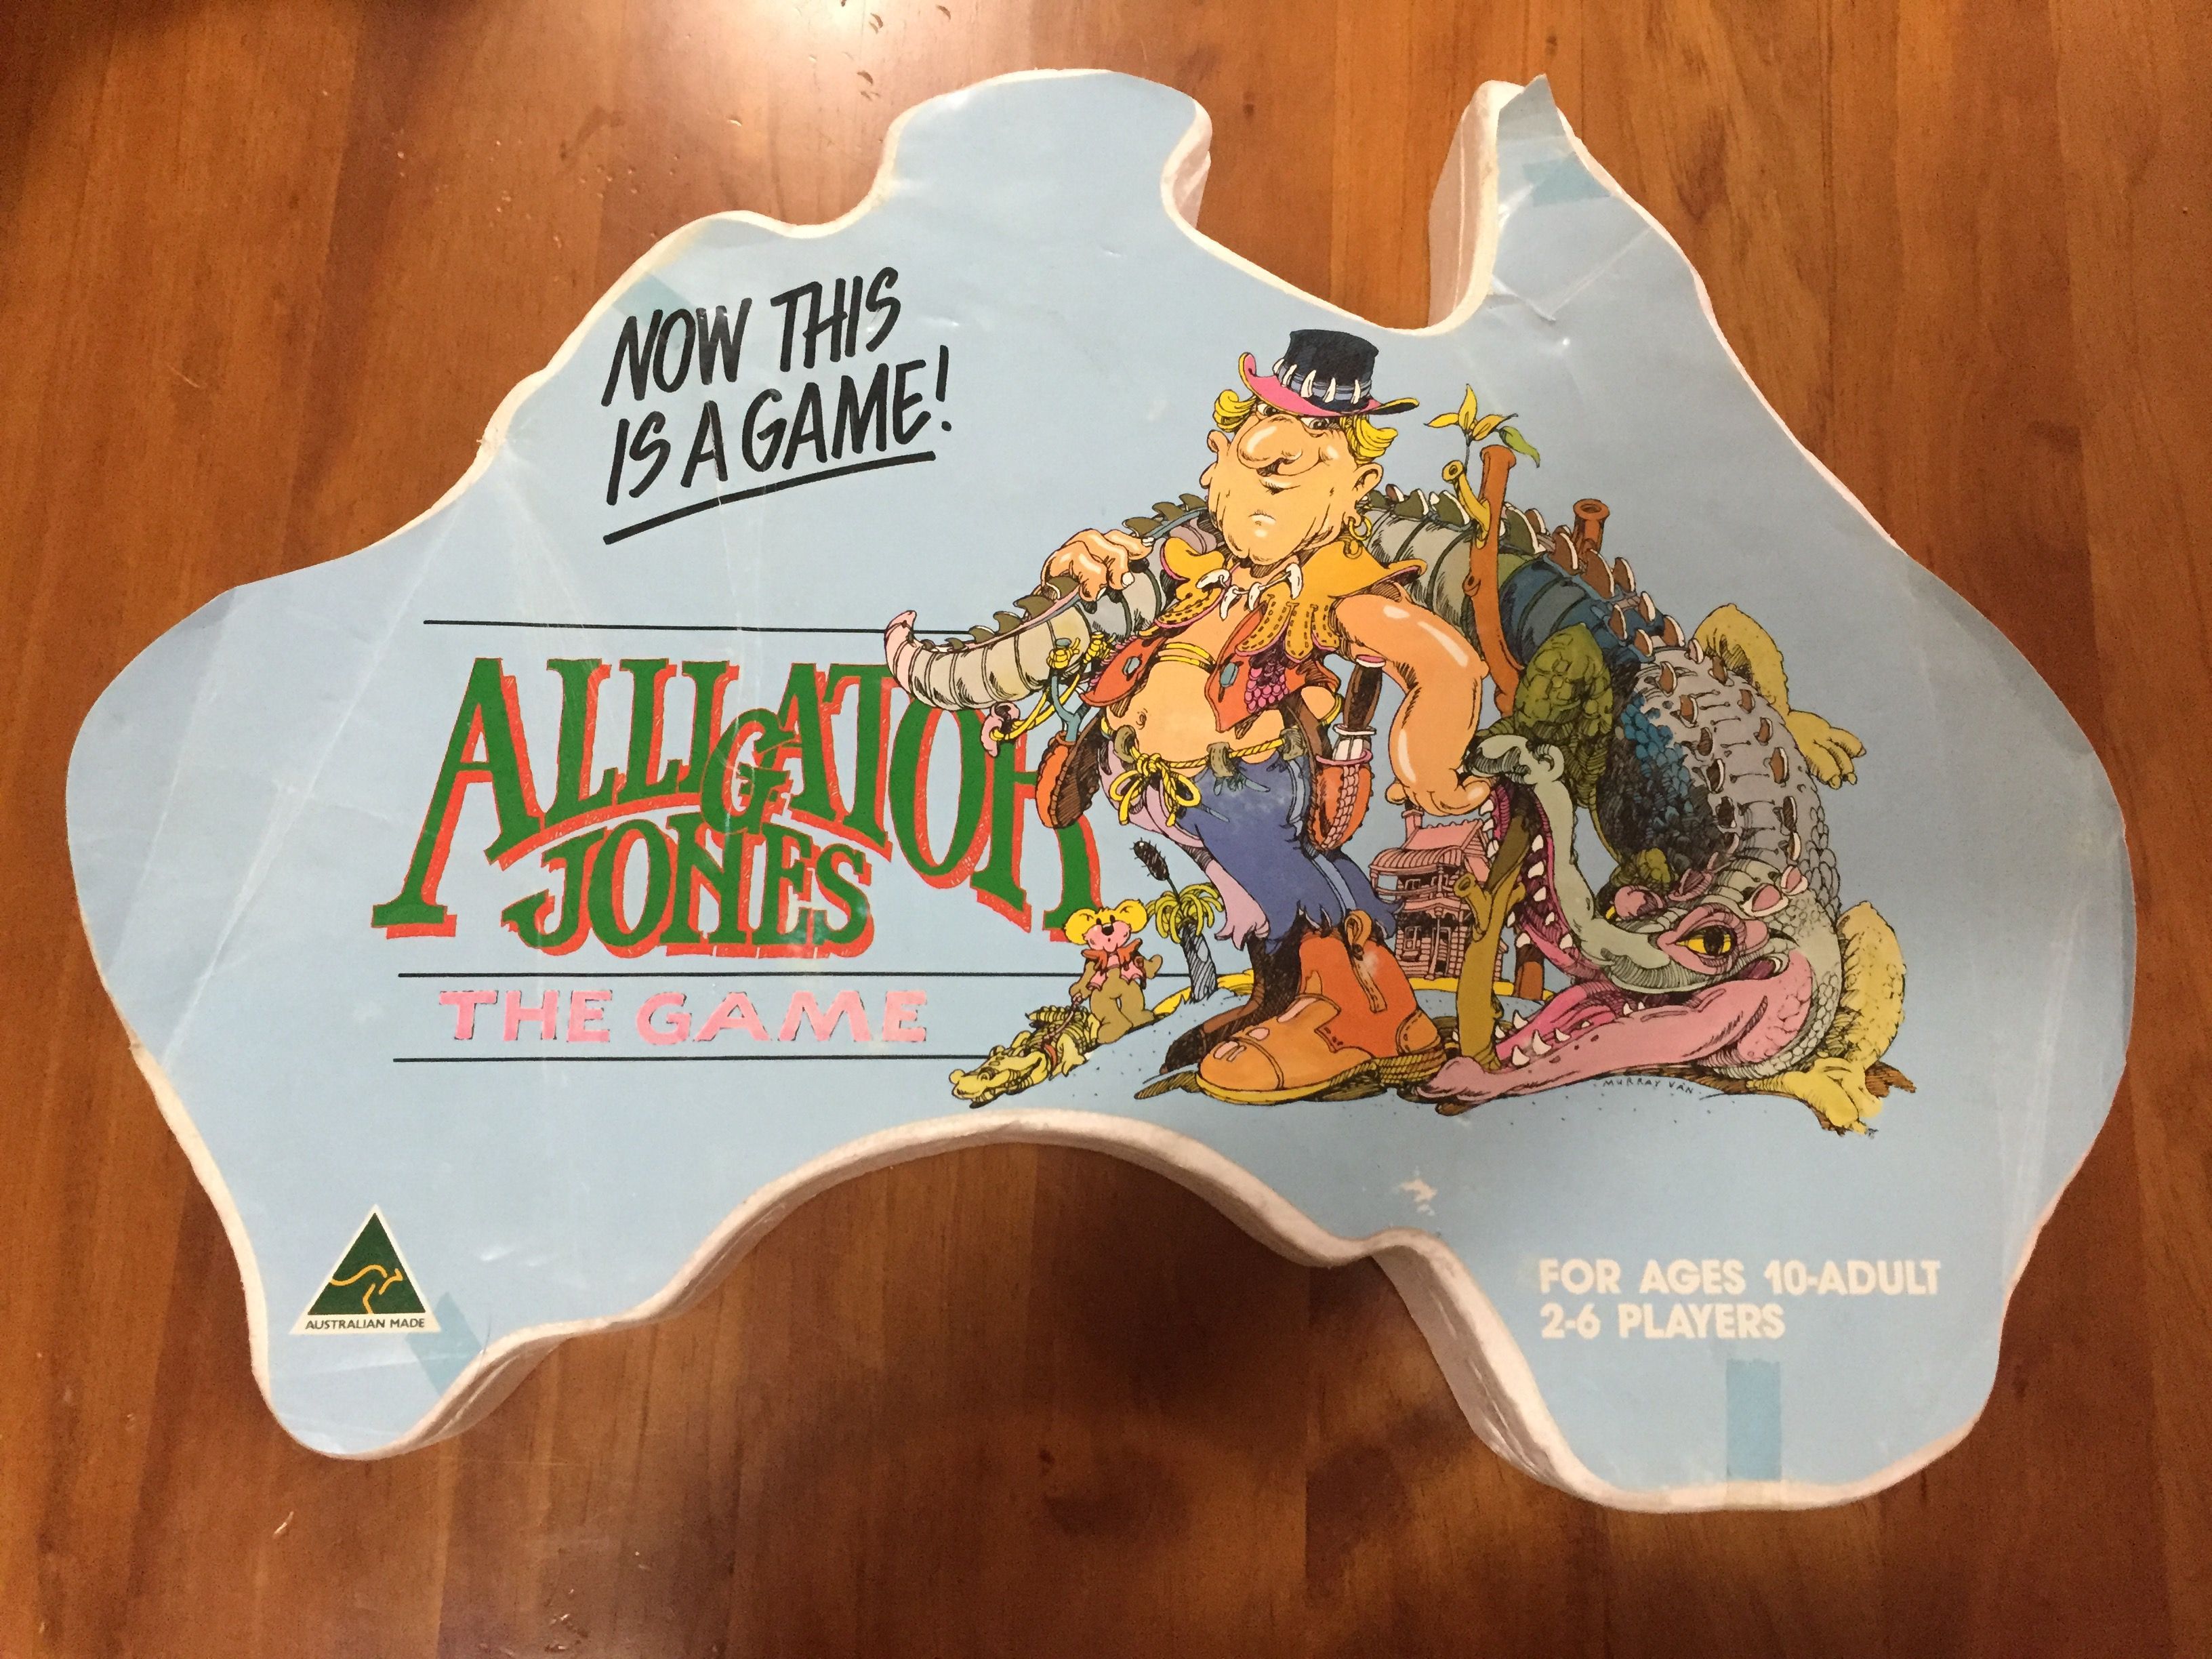 NOW THIS
IS A GAME!
ALLIGATOR
JONES
THE GAME
MURRAY VAN
AUSTRALIAN MADE
FOR AGES 10-ADULT
2-6 PLAYERS